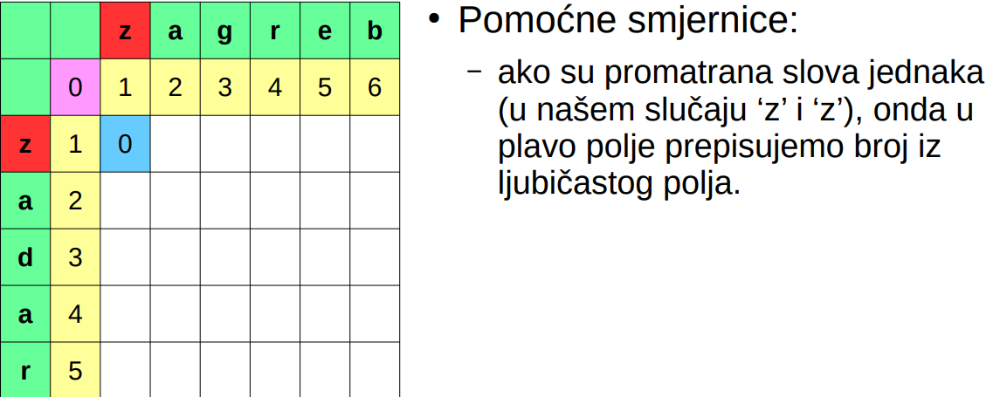 z a g r e b
0 1 2 3 4 5 6
z 1 0
a 2
d 3
a 4
r 5
• Pomoćne smjernice:
– ako su promatrana slova jednaka
(u našem slučaju ‘z’ i ‘z’), onda u
plavo polje prepisujemo broj iz
ljubičastog polja.